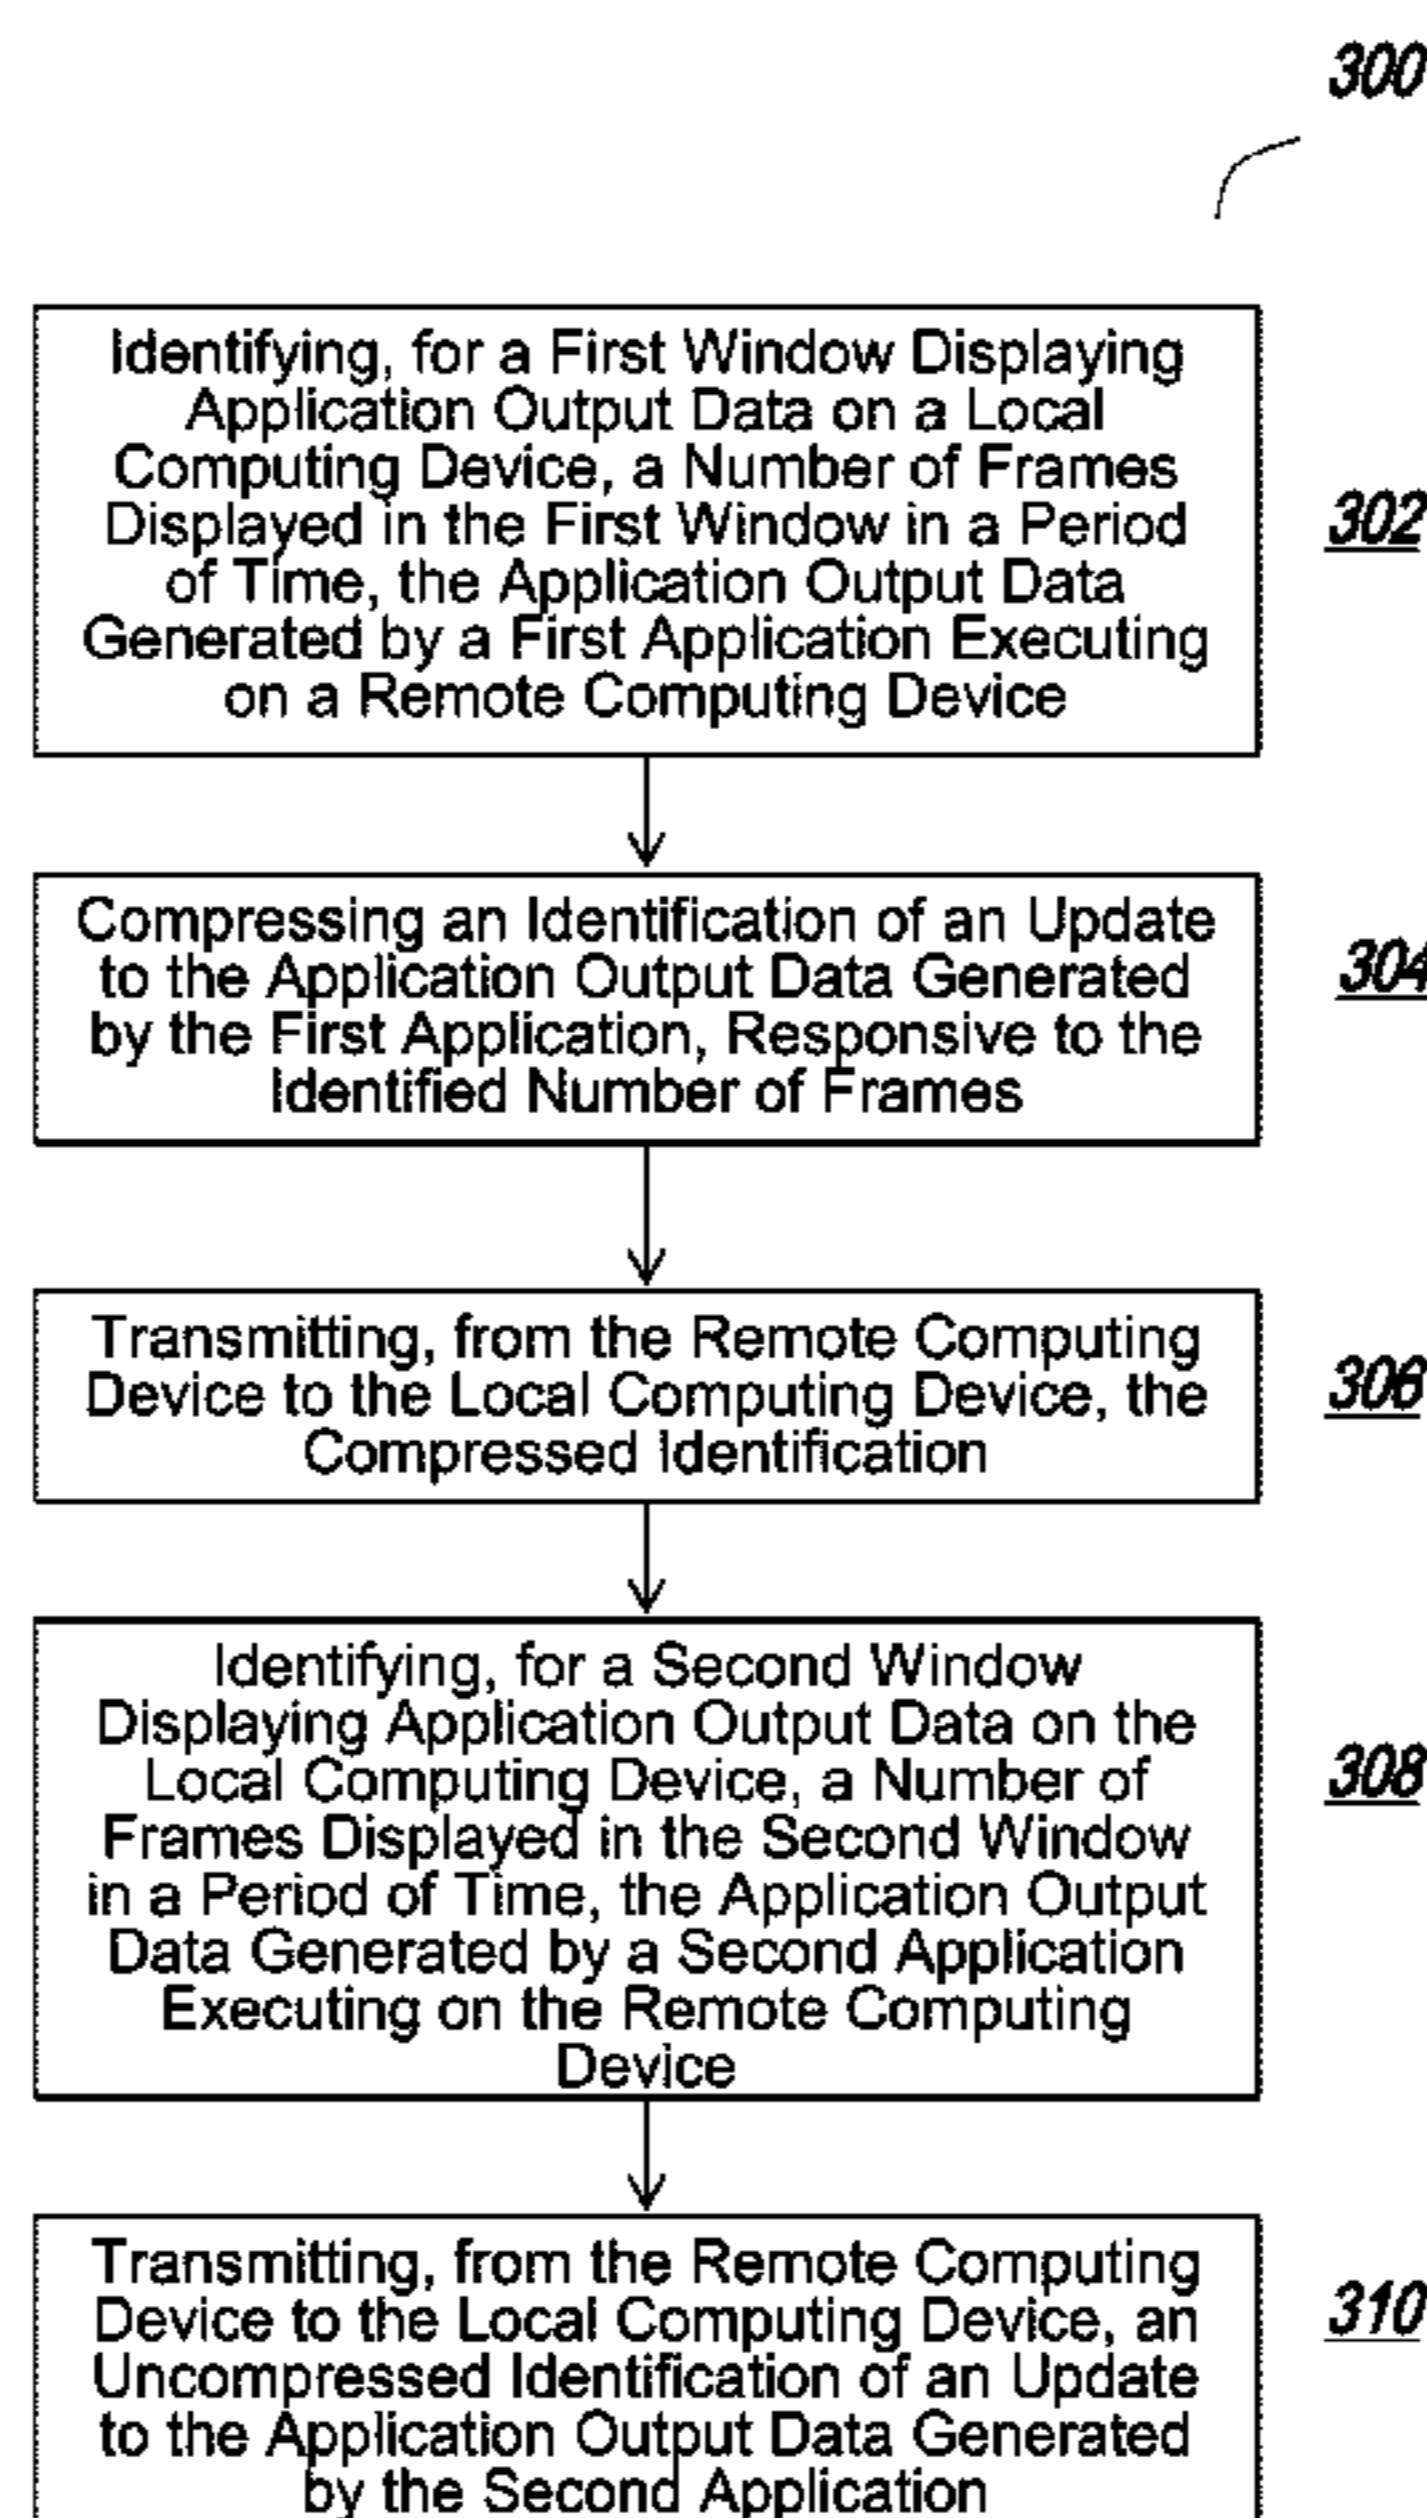 300
Identifying, for a First Window Displaying
Application Output Data on a Local
Computing Device, a Number of Frames
Displayed in the First Window in a Period
of Time, the Application Output Data
Generated by a First Application Executing
on a Remote Computing Device
302
Compressing an Identification of an Update
to the Application Output Data Generated
by the First Application, Responsive to the
Identified Number of Frames
304
Transmitting, from the Remote Computing
Device to the Local Computing Device, the
Compressed Identification
306
Identifying, for a Second Window
Displaying Application Output Data on the
Local Computing Device, a Number of
Frames Displayed in the Second Window
in a Period of Time, the Application Output
Data Generated by a Second Application
Executing on the Remote Computing
Device
308
Transmitting, from the Remote Computing
Device to the Local Computing Device, an
Uncompressed Identification of an Update
to the Application Output Data Generated
by the Second Application
310